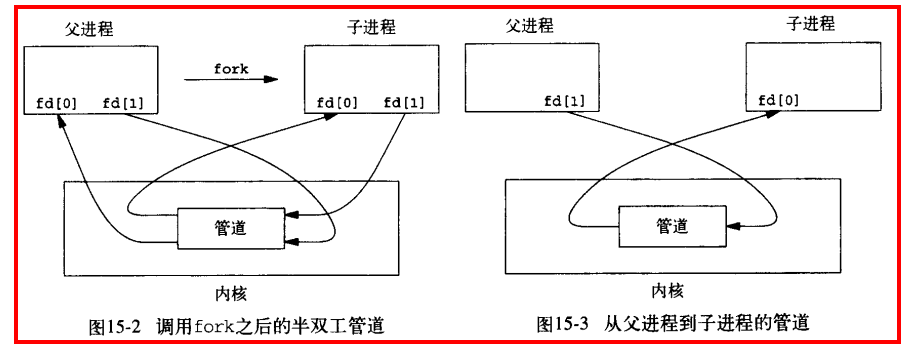 父进程
子进程
fork
fd[0] fd[1]
fd[0] fd[1]
管道
内核
图15-2 调用fork之后的半双工管道
父进程
子进程
fd[1]
fd[0]
管道
内核
图15-3 从父进程到子进程的管道